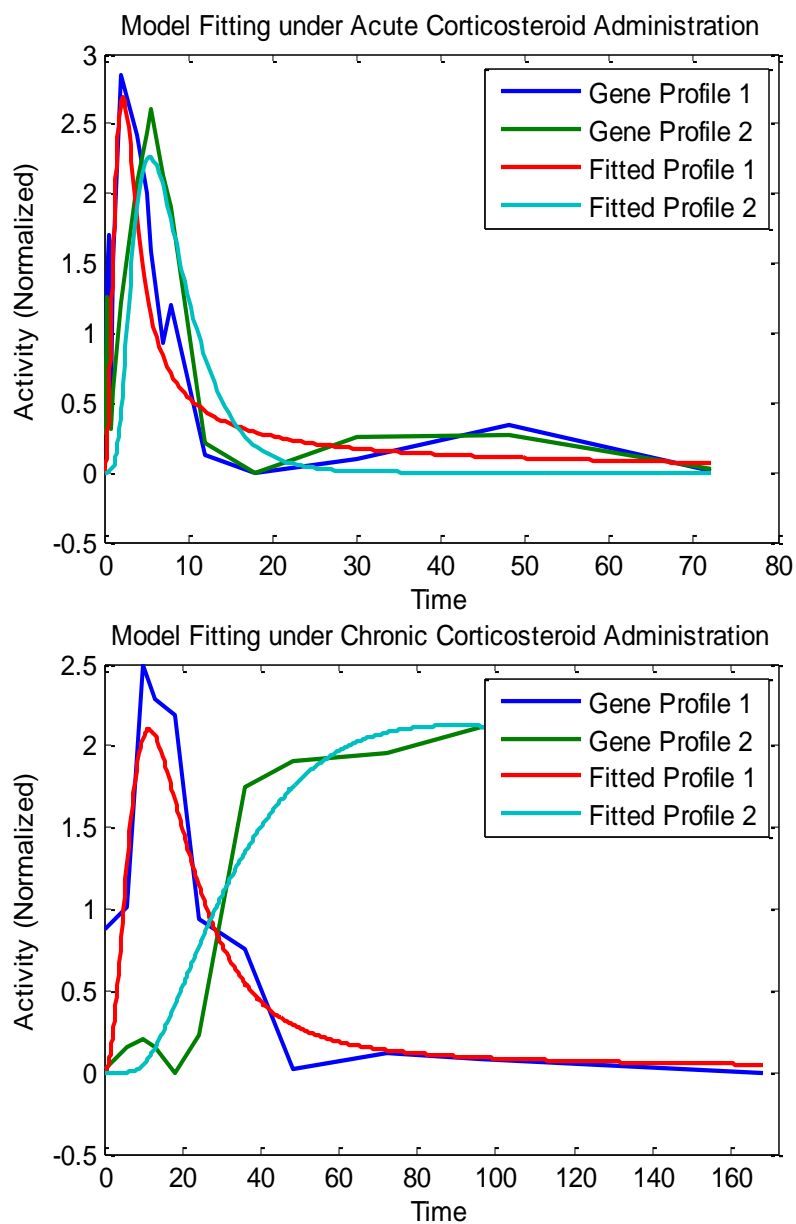 Model Fitting under Acute Corticosteroid Administration
3
2.5
2
1.5
1
0.5
0
-0.5
Activity (Normalized)
Gene Profile 1
Gene Profile 2
Fitted Profile 1
Fitted Profile 2
0 10 20 30 40 50 60 70 80
Time
Model Fitting under Chronic Corticosteroid Administration
2.5
2
1.5
1
0.5
0
-0.5
Activity (Normalized)
Gene Profile 1
Gene Profile 2
Fitted Profile 1
Fitted Profile 2
0 20 40 60 80 100 120 140 160
Time